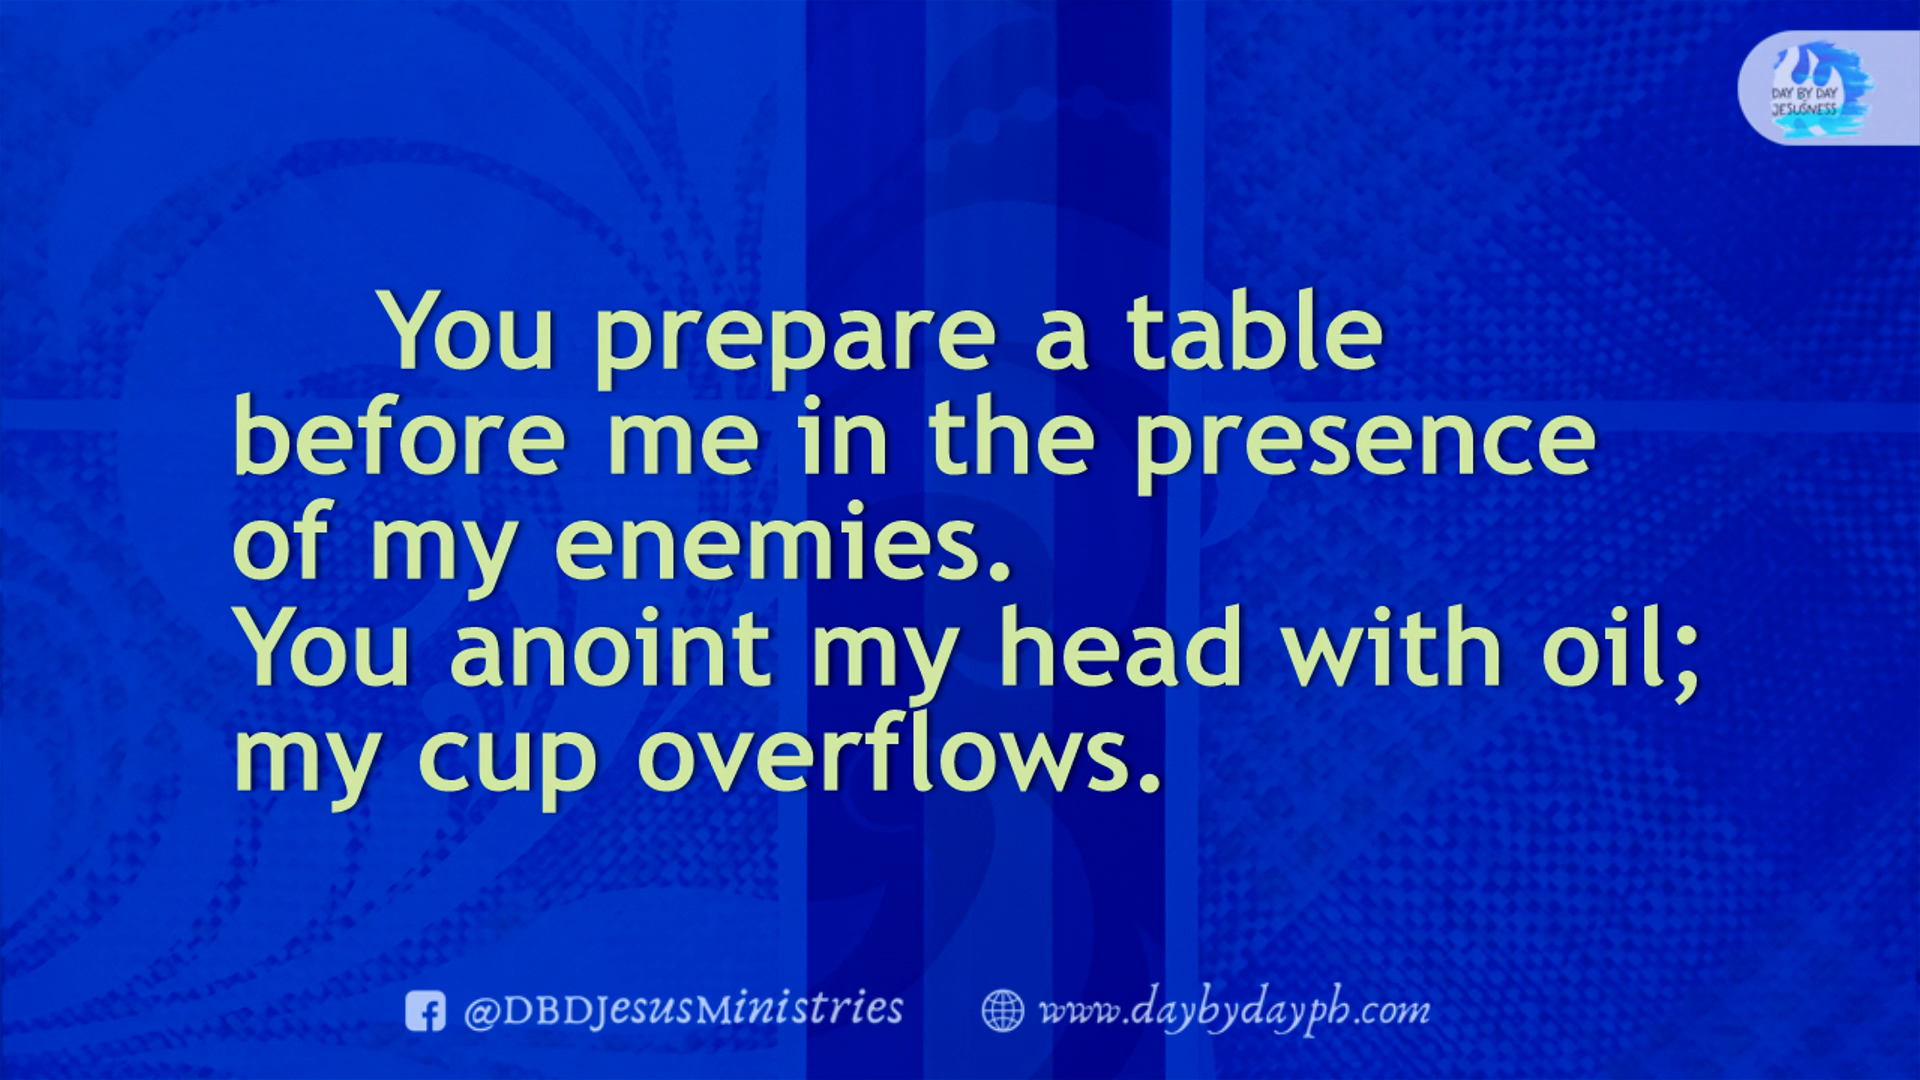 DAY BY DAY
JESUSNESS
You prepare a table
before me in the presence
of my enemies.
You anoint my head with oil;
my cup overflows.
@DBDJesusMinistries
www.daybydayph.com